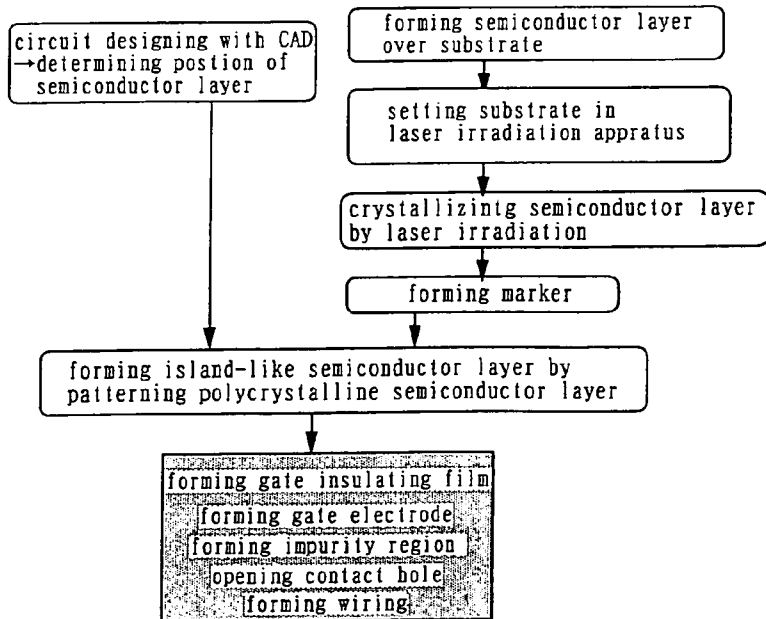 circuit designing with CAD
→determining postion of
semiconductor layer
forming semiconductor layer
over substrate
setting substrate in
laser irradiation appratus
crystallizintg semiconductor layer
by laser irradiation
forming marker
forming island-like semiconductor layer by
patterning polycrystalline semiconductor layer
forming gate insulating film
forming gate electrode
forming impurity region
opening contact hole
forming wiring